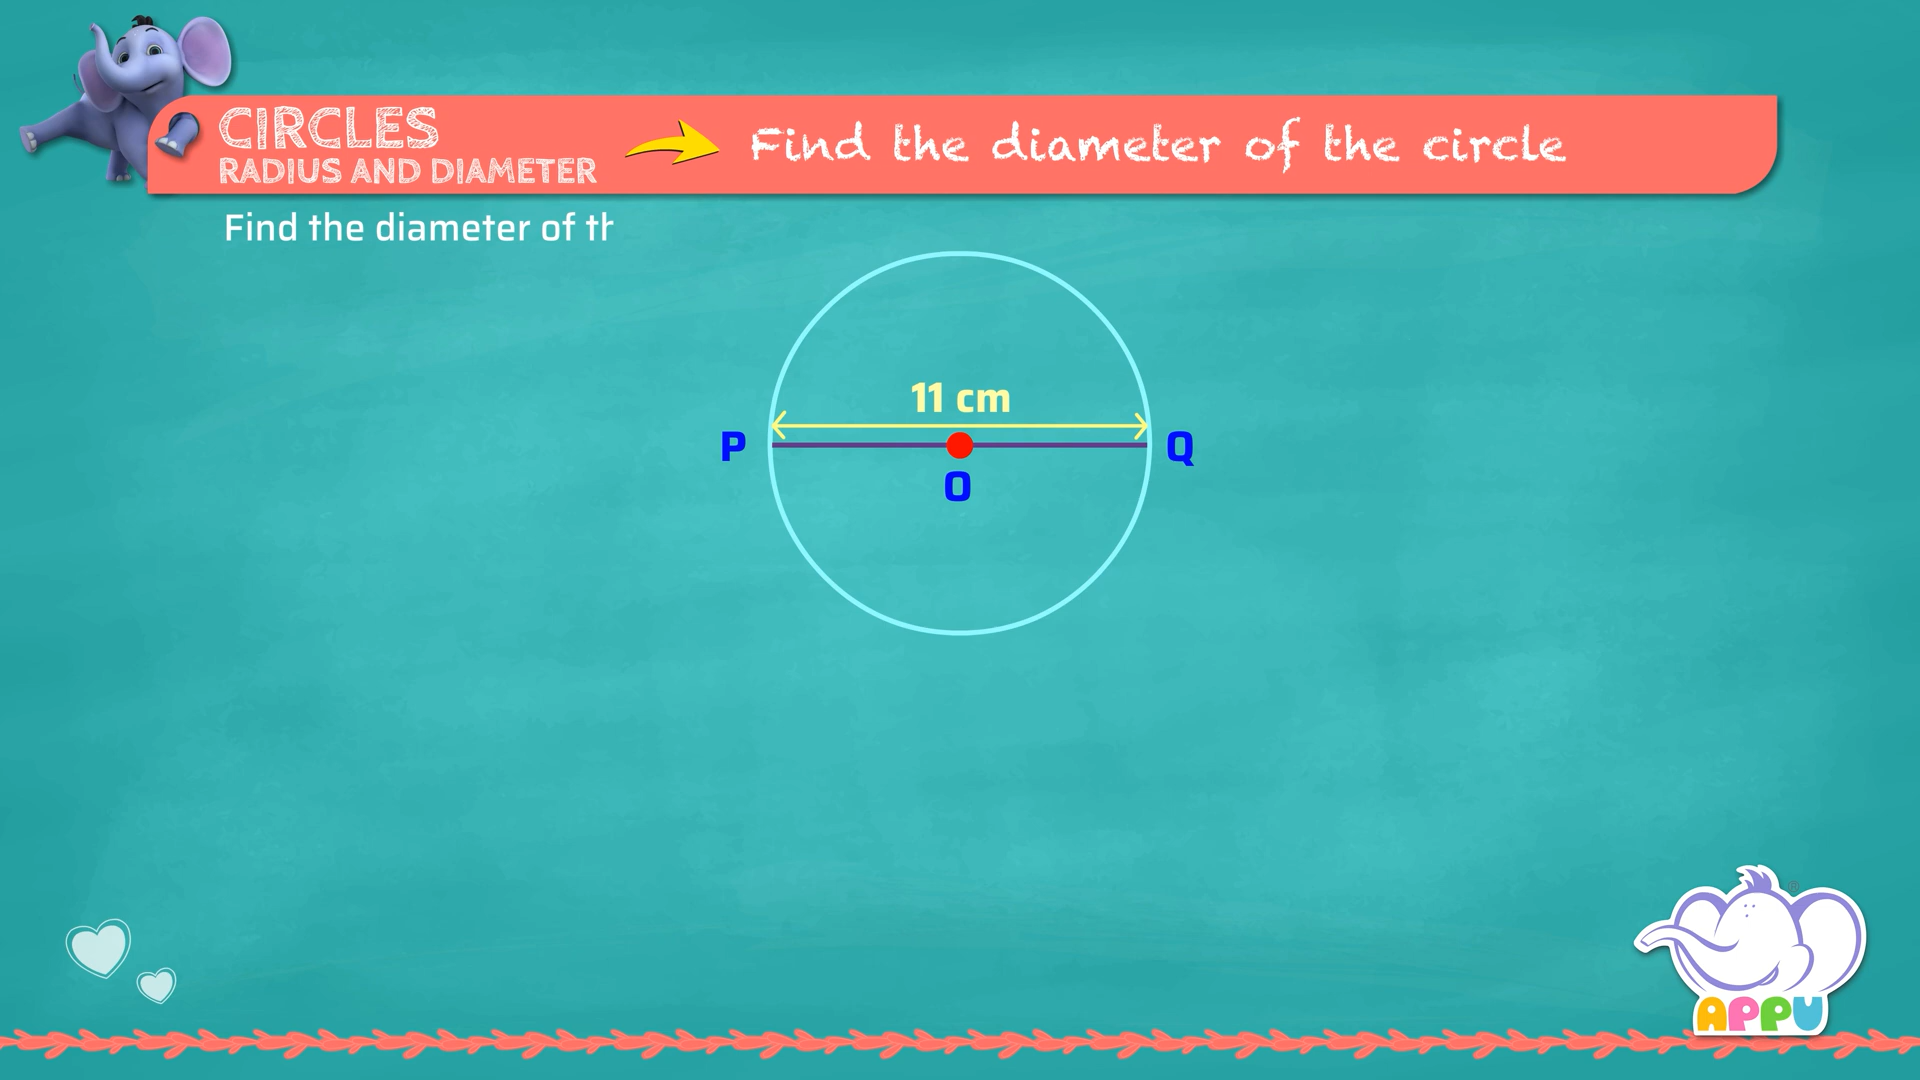 CIRCLES
RADIUS AND DIAMETER
Find the diameter of the circle
Find the diameter of th
11 cm
P
Q
O
APPU